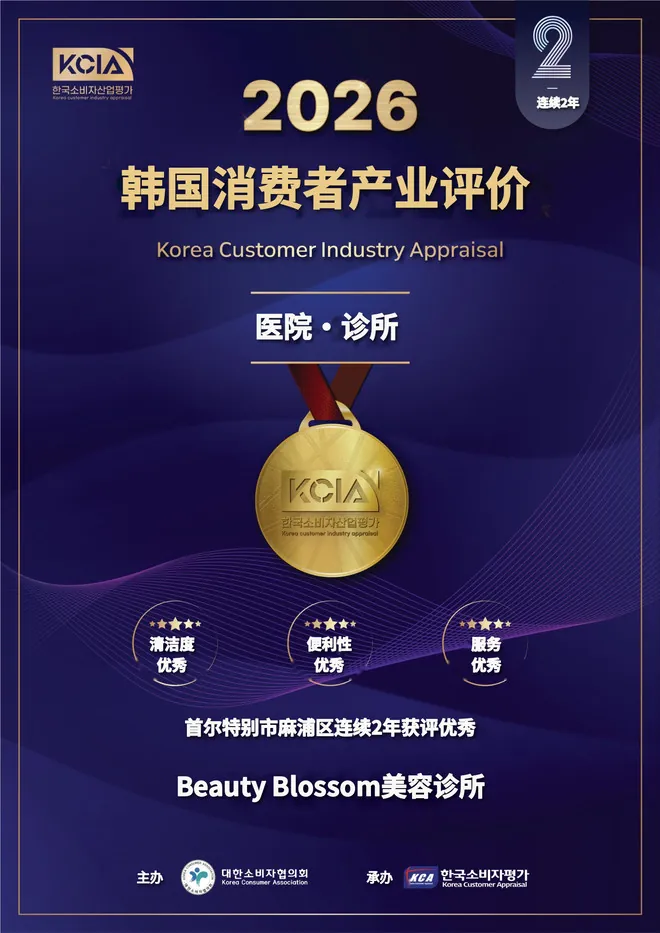 KCIA
한국소비자산업평가
Korea customer industry appraisal
2
连续2年
2026
韩国消费者产业评价
Korea Customer Industry Appraisal
医院·诊所
KCIA
한국소비자산업평가
Korea customer industry appraisal
清洁度
优秀
便利性
优秀
服务
优秀
首尔特别市麻浦区连续2年获评优秀
Beauty Blossom美容诊所
主办
대한소비자협의회
Korea Consumer Association
承办
KCA
한국소비자평가
Korea Customer Appraisal